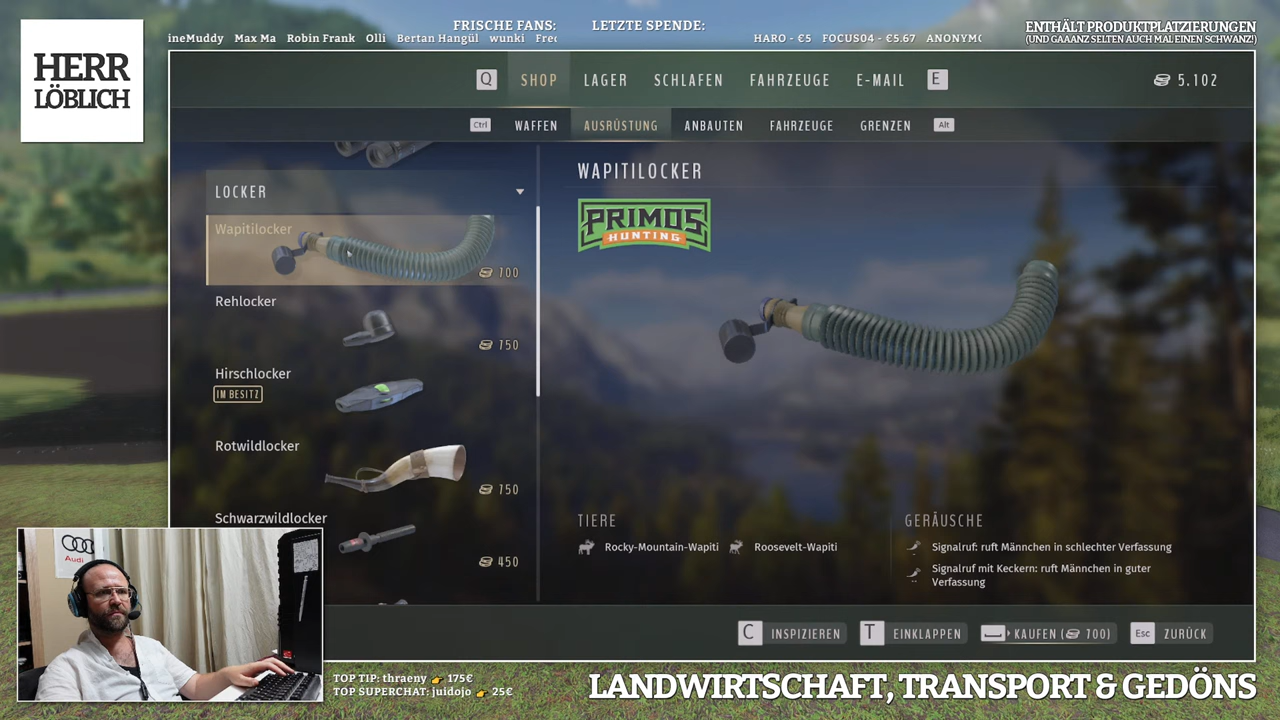 HERR
LÖBLICH
FRISCHE FANS:
LETZTE SPENDE:
ineMuddy Max Ma Robin Frank Olli Bertan Hangül wunki
HARO - €5 FOCUS04 - €5.67
ENTHÄLT PRODUKTPLATZIERUNGEN
(UND GAAANZ SELTEN AUCH MAL EINEN SCHWANZ!)
Q SHOP LAGER SCHLAFEN FAHRZEUGE E-MAIL E
5.102
Ctrl WAFFEN AUSRÜSTUNG ANBAUTEN FAHRZEUGE GRENZEN Alt
LOCKER
Wapitilocker
700
Rehlocker
750
Hirschlocker
IM BESITZ
Rotwildlocker
750
Schwarzwildlocker
450
WAPITILOCKER
PRIMOS
HUNTING
TIERE
Rocky-Mountain-Wapiti Roosevelt-Wapiti
GERÄUSCHE
Signalruf: ruft Männchen in schlechter Verfassung
Signalruf mit Keckern: ruft Männchen in guter
Verfassung
C INSPIZIEREN T EINKLAPPEN KAUFEN ( 700) Esc ZURÜCK
Audi
TOP TIP: thraeny 👉 175€
TOP SUPERCHAT: juidojo 👉 25€
LANDWIRTSCHAFT, TRANSPORT & GEDÖNS